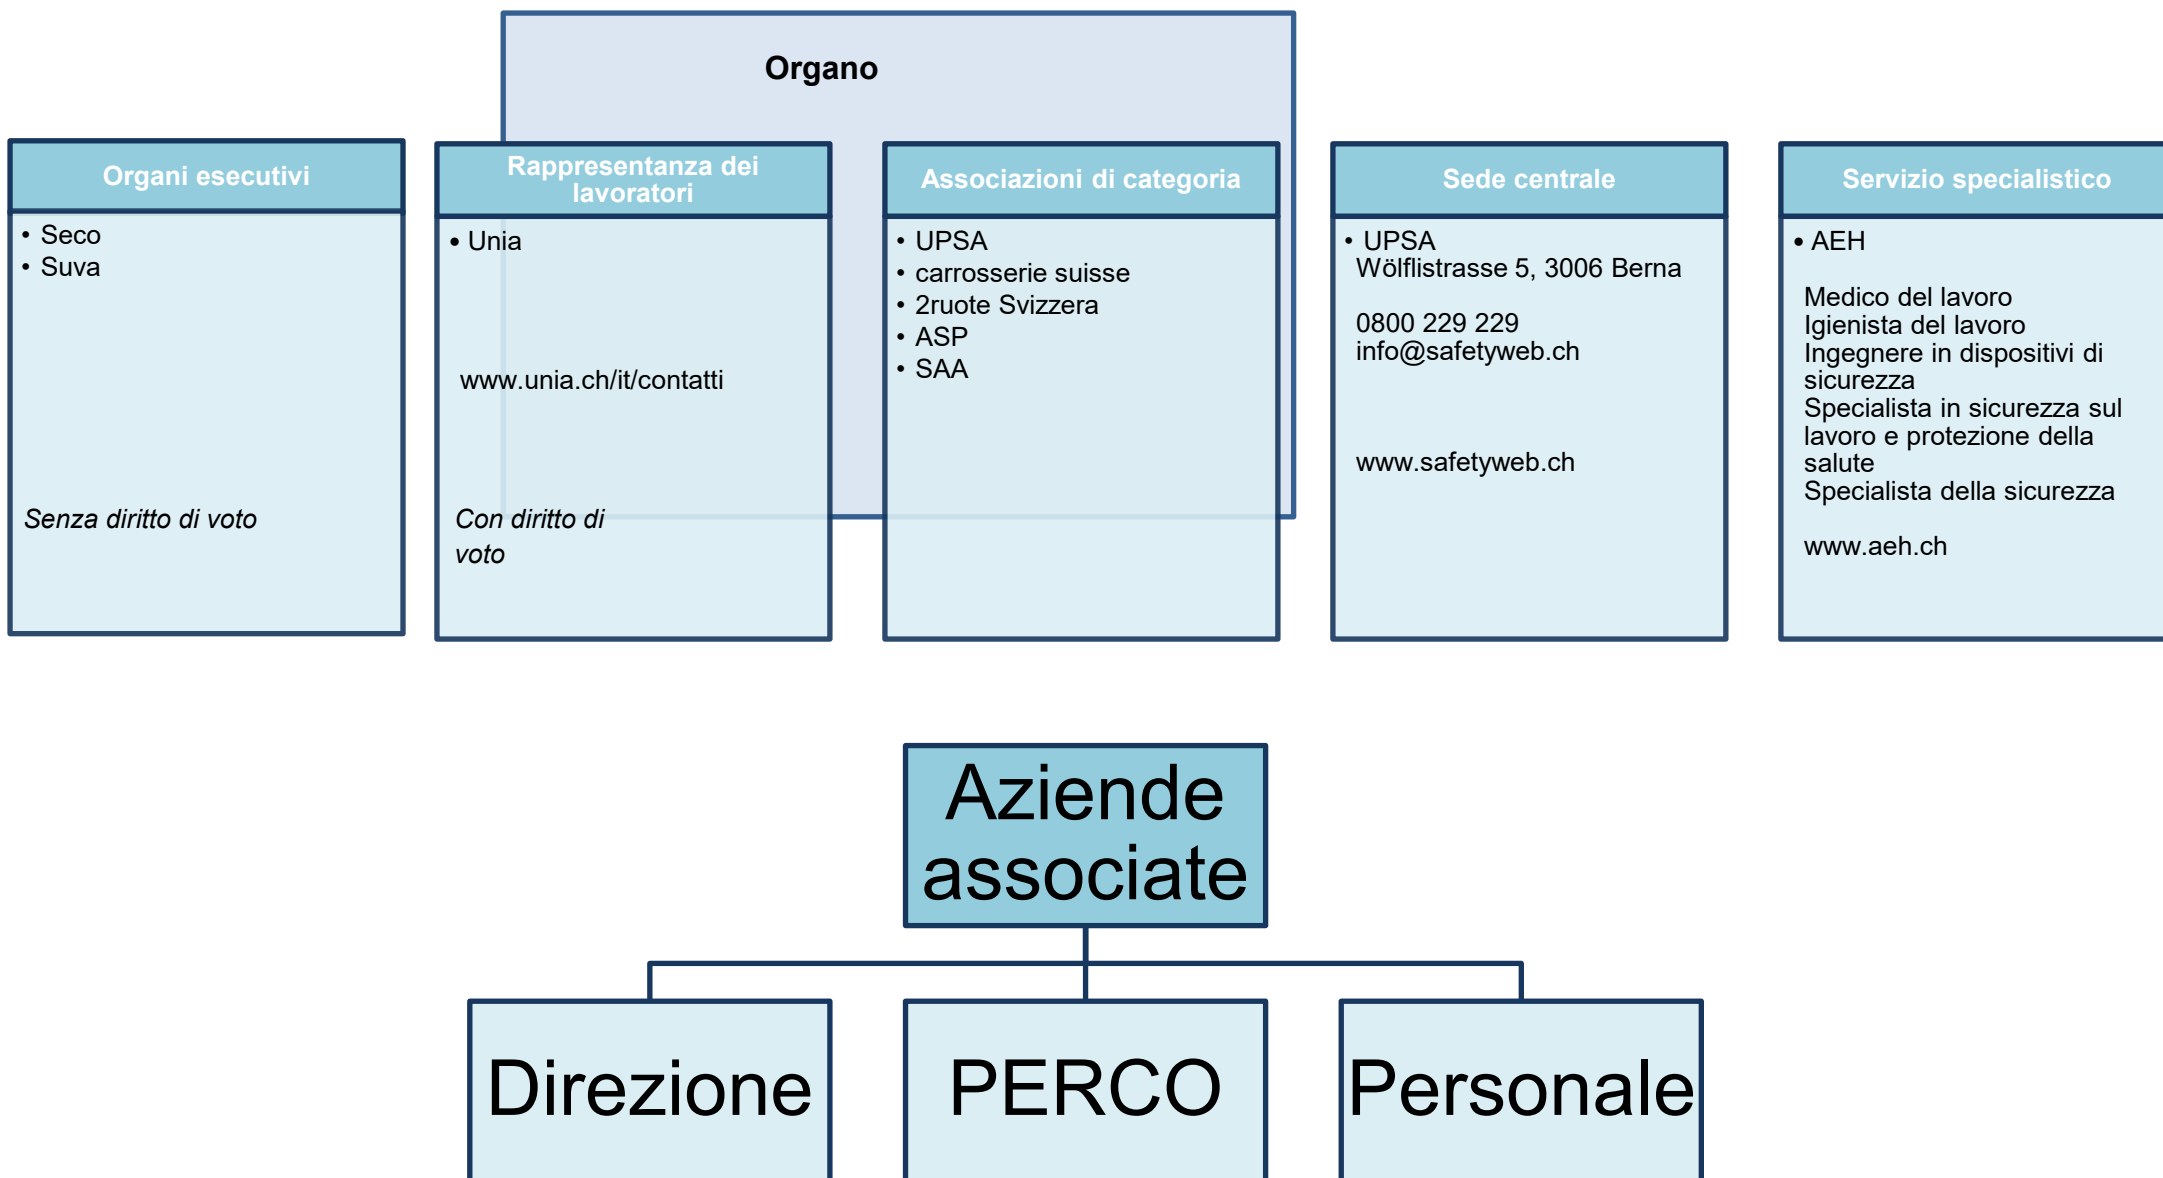 Organo
Organi esecutivi
• Seco
• Suva
Senza diritto di voto
Rappresentanza dei
lavoratori
• Unia
www.unia.ch/it/contatti
Con diritto di
voto
Associazioni di categoria
• UPSA
• carrosserie suisse
• 2ruote Svizzera
• ASP
• SAA
Sede centrale
• UPSA
Wölflistrasse 5, 3006 Berna
0800 229 229
info@safetyweb.ch
www.safetyweb.ch
Servizio specialistico
• AEH
Medico del lavoro
Igienista del lavoro
Ingegnere in dispositivi di
sicurezza
Specialista in sicurezza sul
lavoro e protezione della
salute
Specialista della sicurezza
www.aeh.ch
Aziende
associate
Direzione
PERCO
Personale